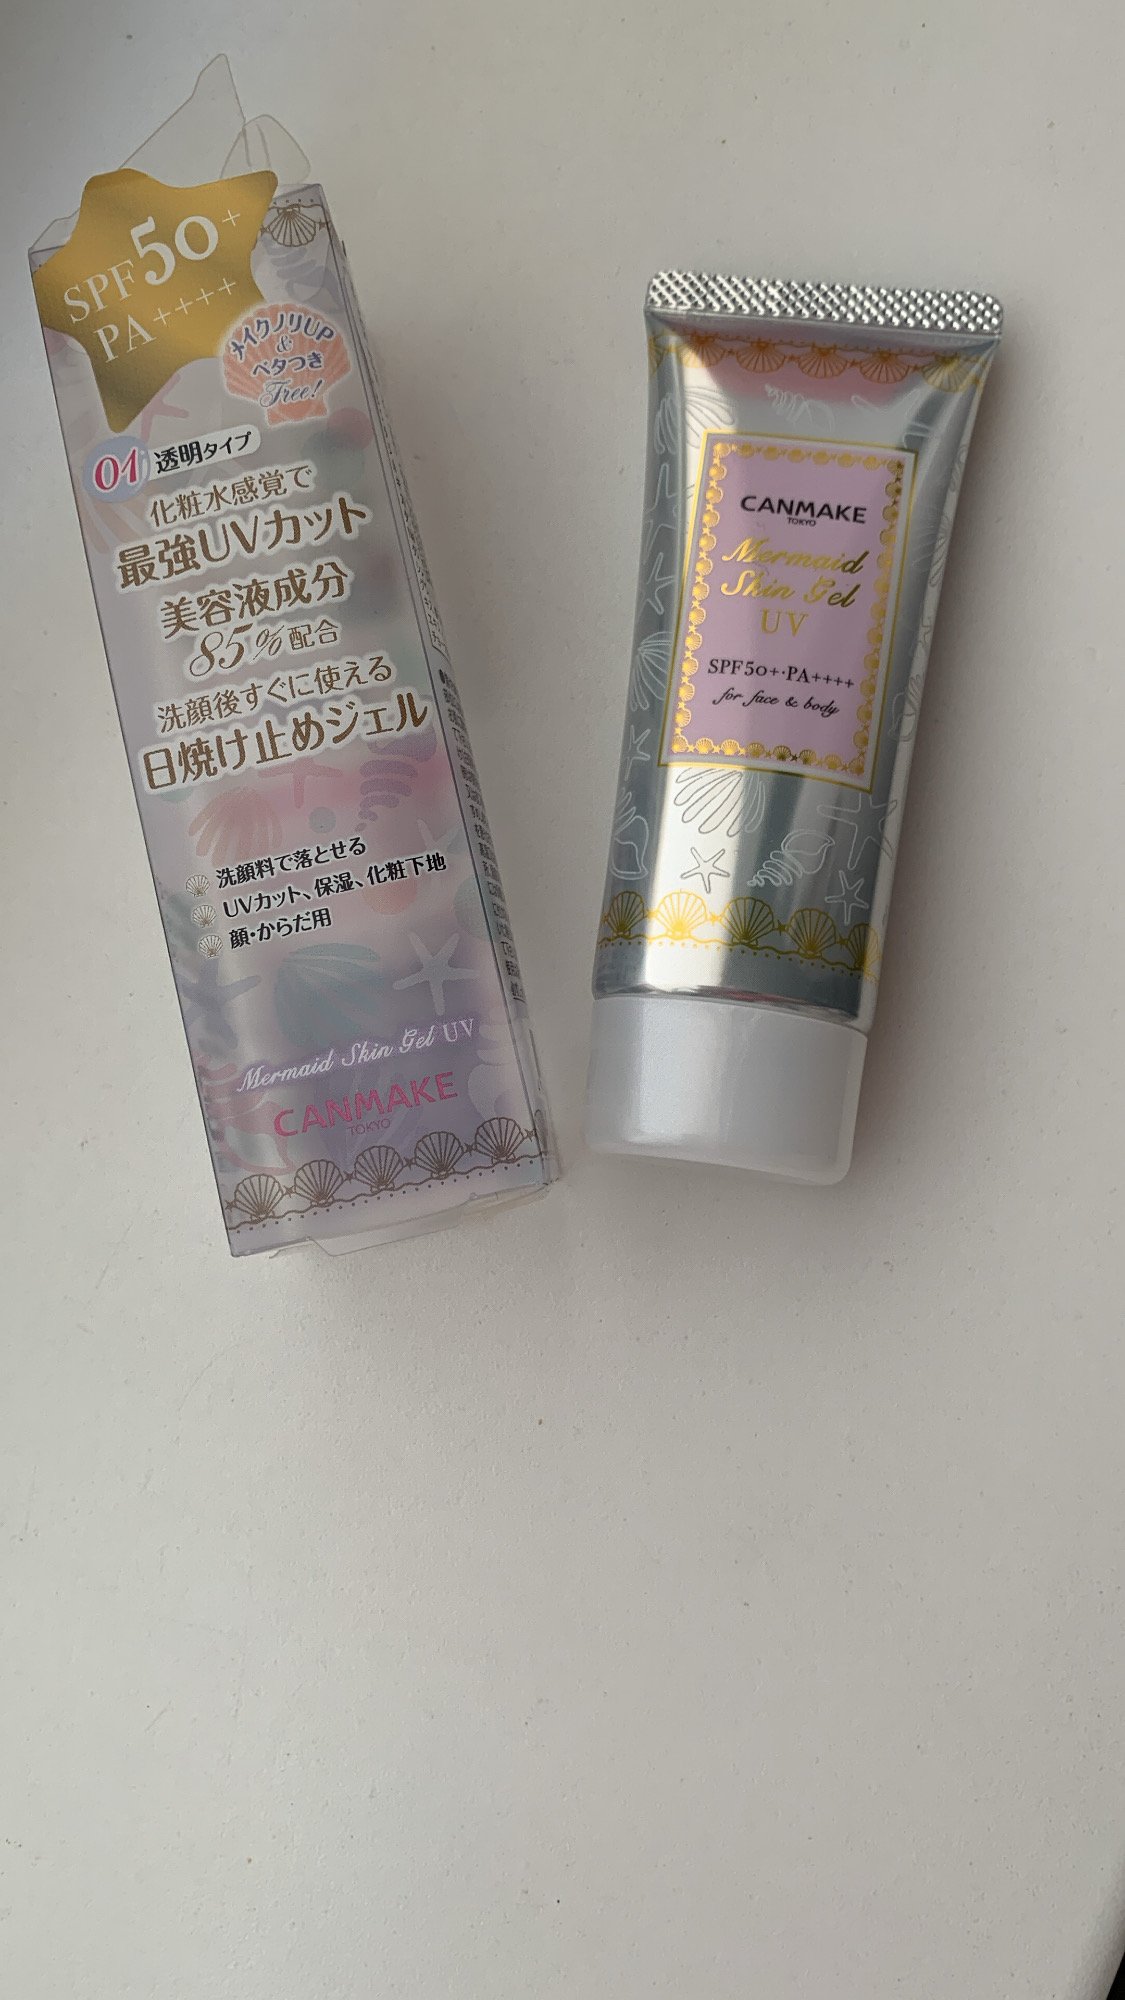 SPF50+
PA++++
メイクノリUP
&
ベタつき
Free!
01 透明タイプ
化粧水感覚で
最強UVカット
美容液成分
85%配合
洗顔後すぐに使える
日焼け止めジェル
洗顔料で落とせる
UVカット、保湿、化粧下地
顔・からだ用
Mermaid Skin Gel UV
CANMAKE
TOKYO
CANMAKE
TOKYO
Mermaid
Skin Gel
UV
SPF50+・PA++++
for face & body